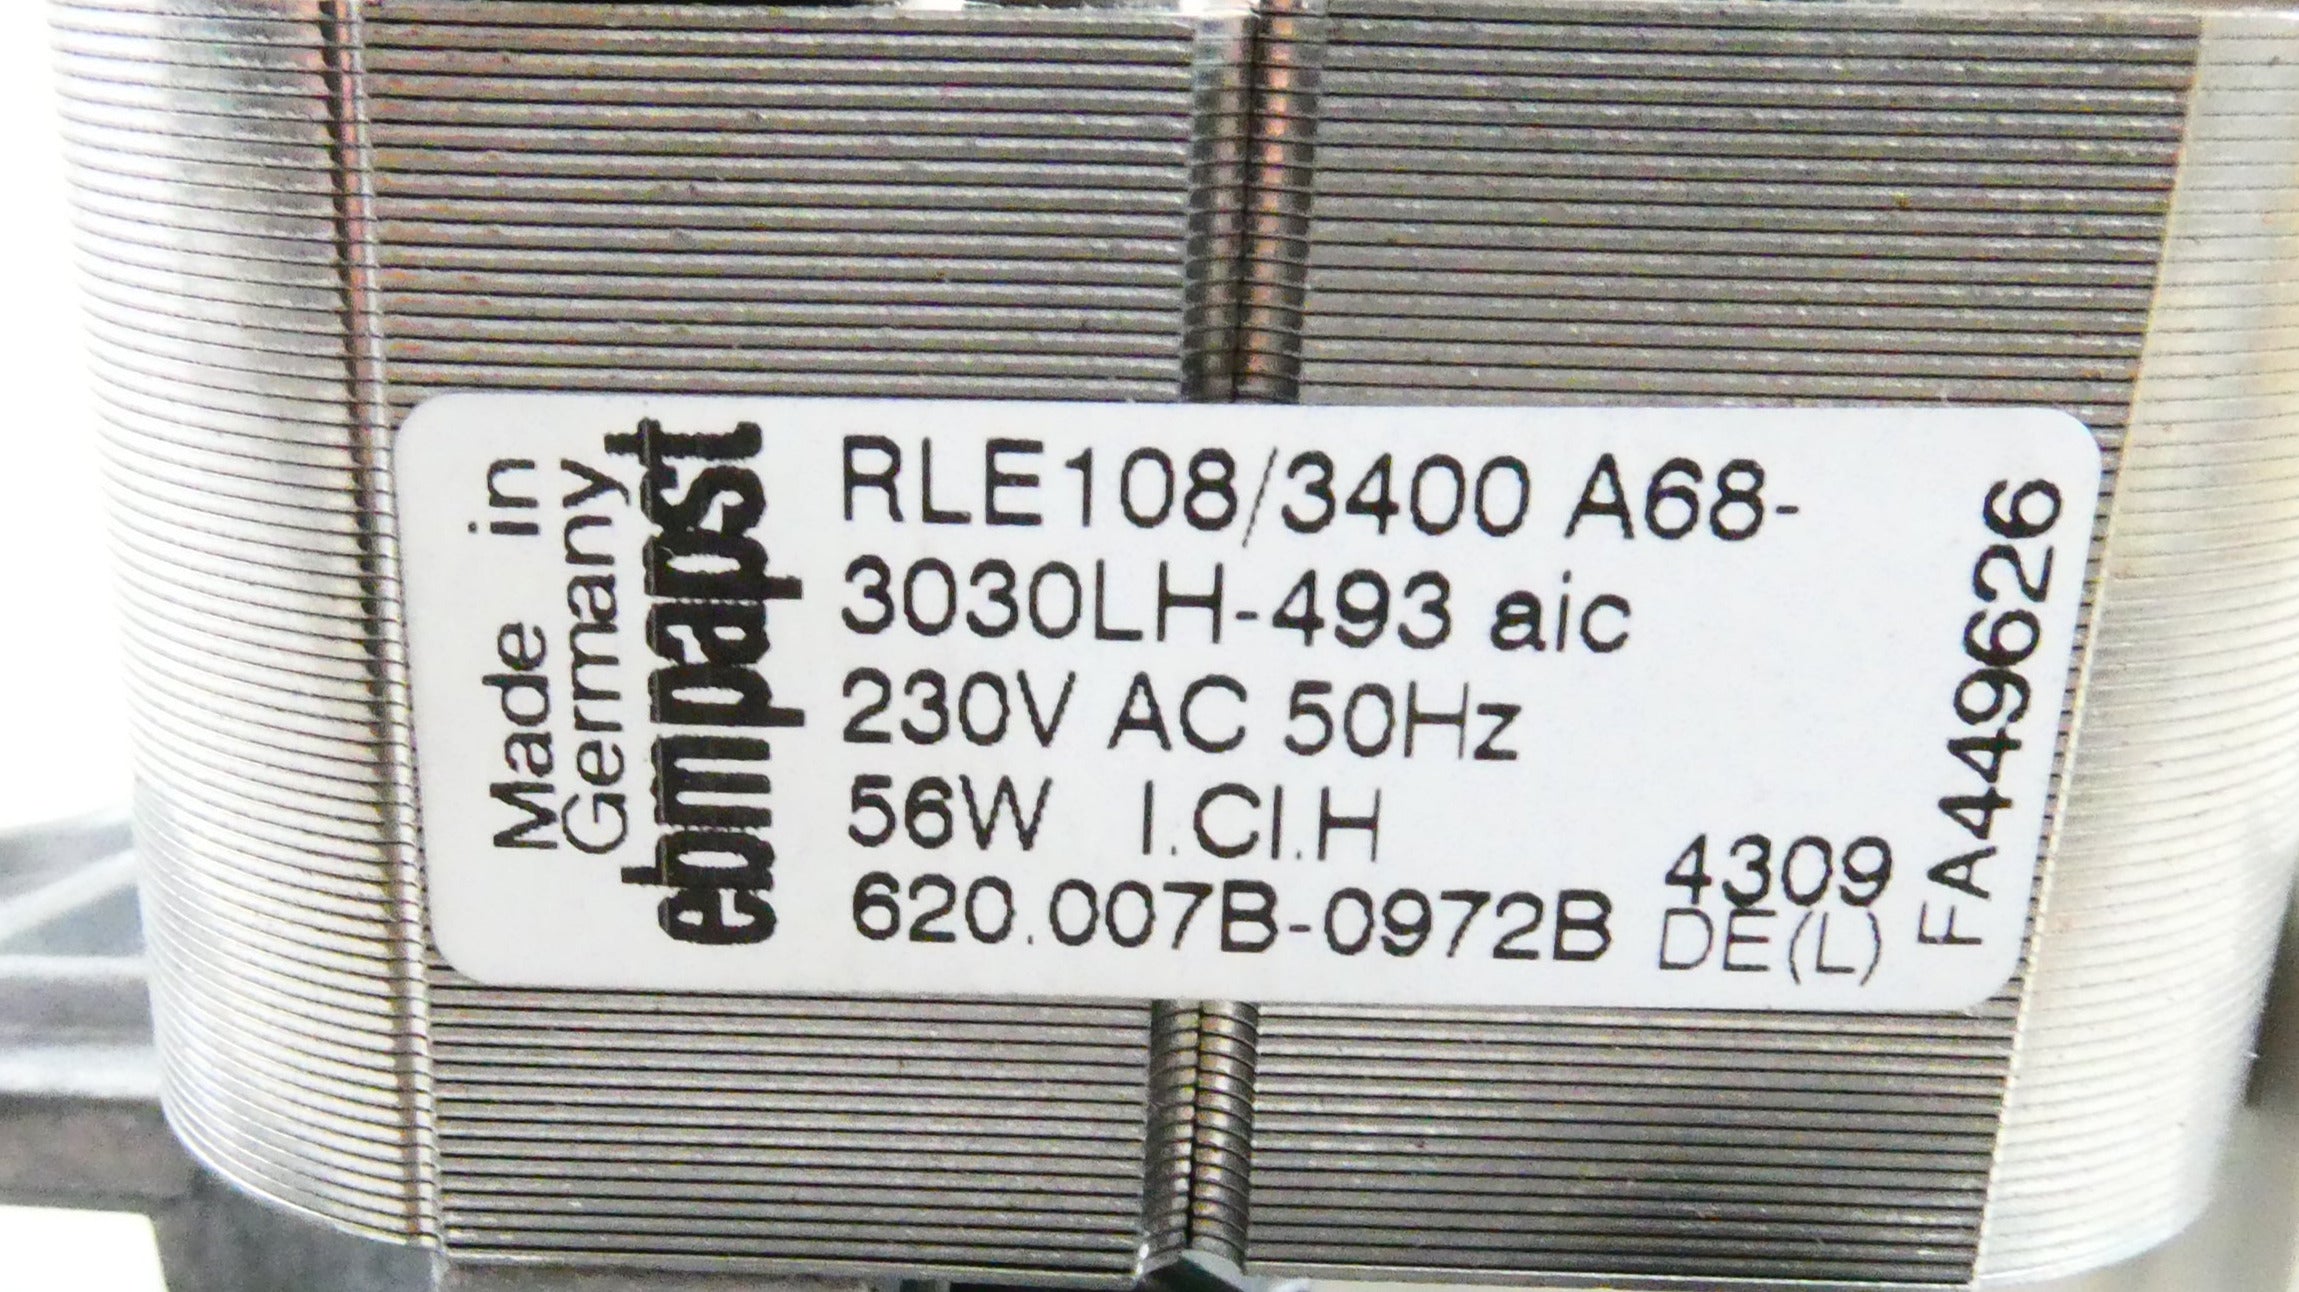 Made in
Germany
ebmpapst
RLE108/3400 A68-
3030LH-493 aic
230V AC 50Hz
56W I.Cl.H
620.007B-0972B
4309
DE(L)
FA449626